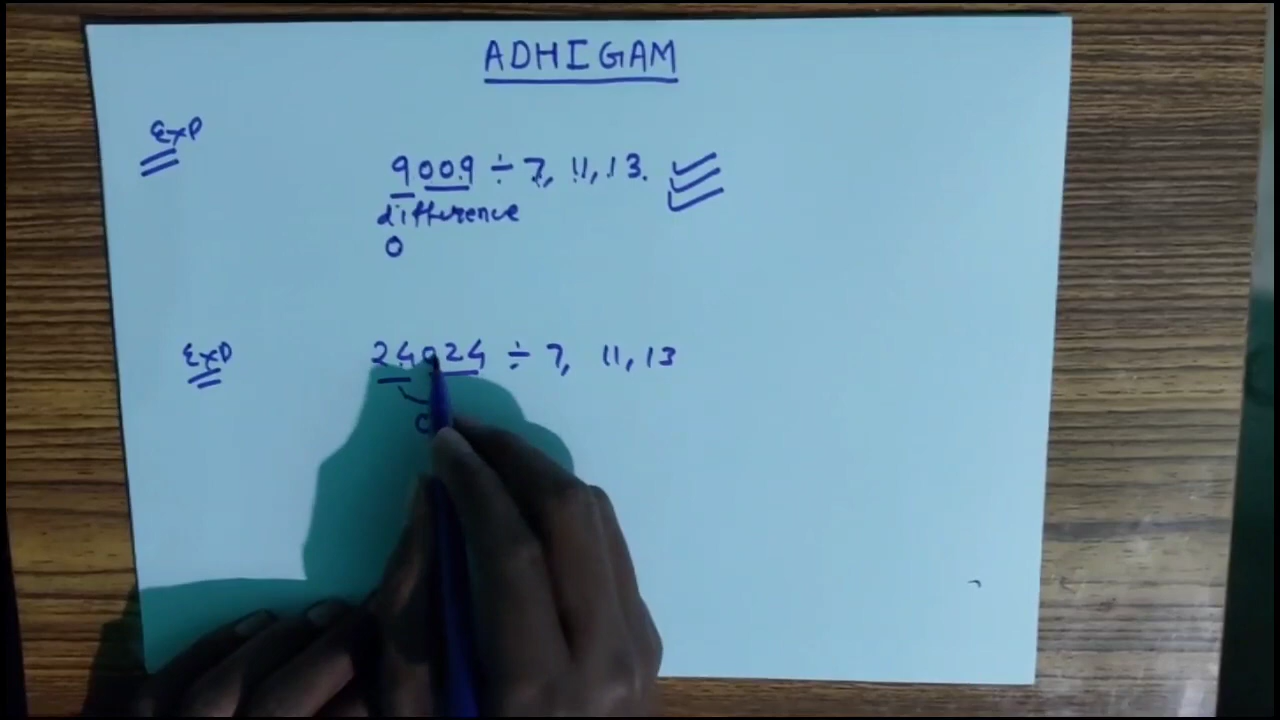 ADHIGAM
Exp
9009 ÷ 7, 11, 13.
difference
0
Exp
24024 ÷ 7, 11, 13